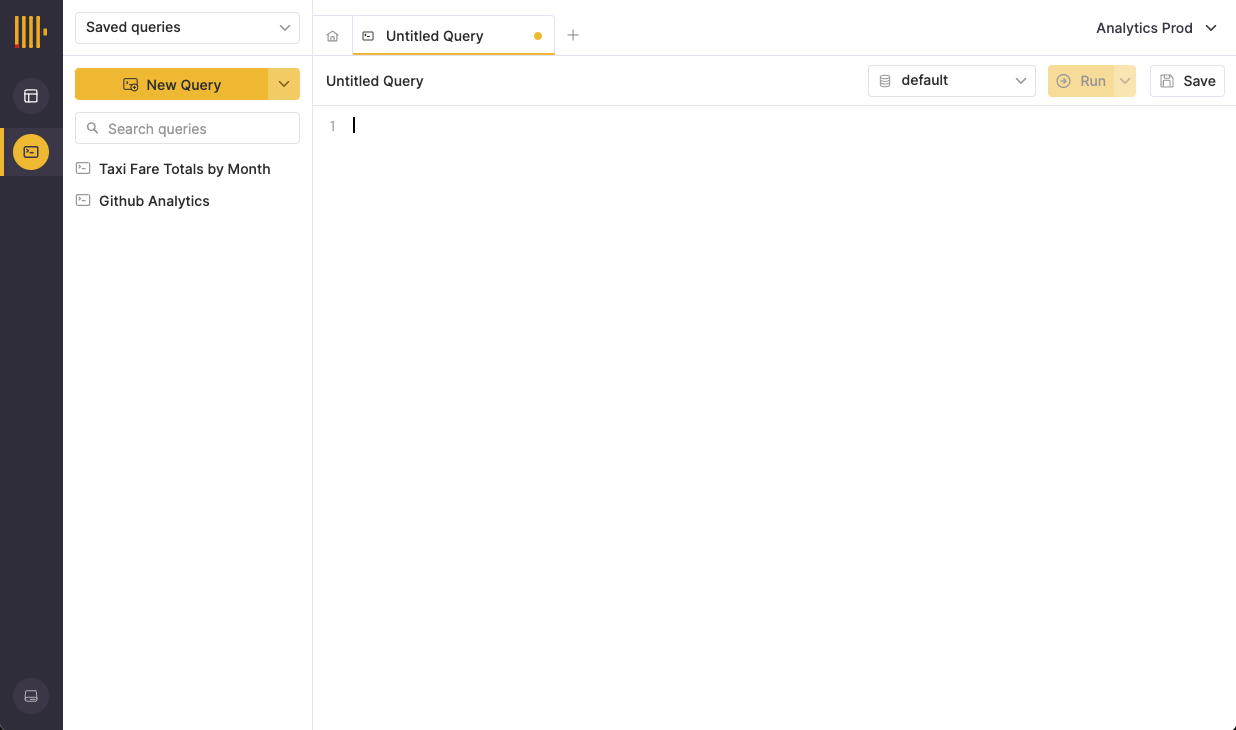 Saved queries
New Query
Search queries
Taxi Fare Totals by Month
Github Analytics
Untitled Query
Analytics Prod
Untitled Query
default
Run
Save
1